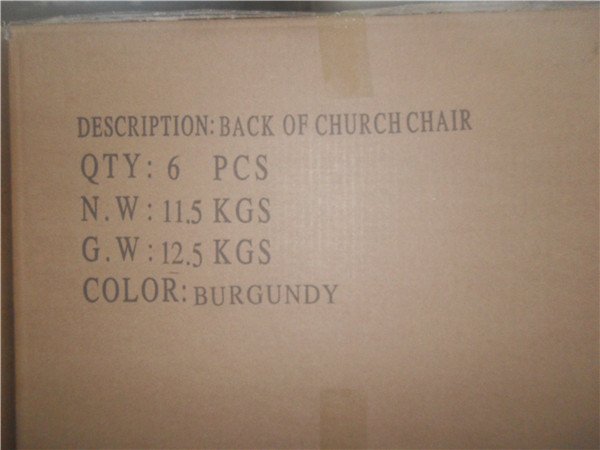 DESCRIPTION: BACK OF CHURCH CHAIR
QTY: 6 PCS
N.W: 11.5 KGS
G.W: 12.5 KGS
COLOR: BURGUNDY